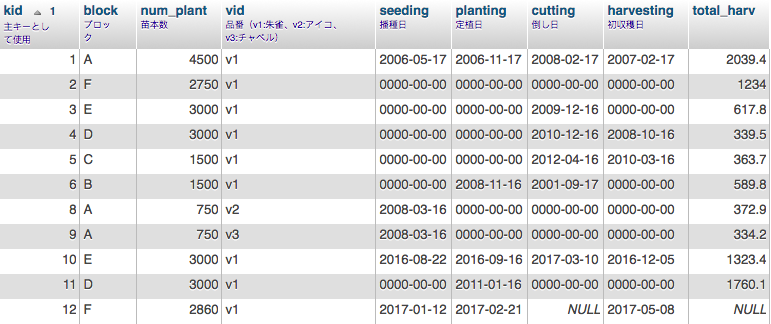 kid 1 block num_plant vid seeding planting cutting harvesting total_harv
主キーとし ブロッ 苗本数 品番（v1:朱雀、v2:アイコ、 播種日 定植日 倒し日 初収穫日
て使用 ク v3:チャペル）
1 A 4500 v1 2006-05-17 2006-11-17 2008-02-17 2007-02-17 2039.4
2 F 2750 v1 0000-00-00 0000-00-00 0000-00-00 0000-00-00 1234
3 E 3000 v1 0000-00-00 0000-00-00 2009-12-16 0000-00-00 617.8
4 D 3000 v1 0000-00-00 0000-00-00 2010-12-16 2008-10-16 339.5
5 C 1500 v1 0000-00-00 0000-00-00 2012-04-16 2010-03-16 363.7
6 B 1500 v1 0000-00-00 2008-11-16 2001-09-17 0000-00-00 589.8
8 A 750 v2 2008-03-16 0000-00-00 0000-00-00 0000-00-00 372.9
9 A 750 v3 2008-03-16 0000-00-00 0000-00-00 0000-00-00 334.2
10 E 3000 v1 2016-08-22 2016-09-16 2017-03-10 2016-12-05 1323.4
11 D 3000 v1 0000-00-00 2011-01-16 0000-00-00 0000-00-00 1760.1
12 F 2860 v1 2017-01-12 2017-02-21 NULL 2017-05-08 NULL